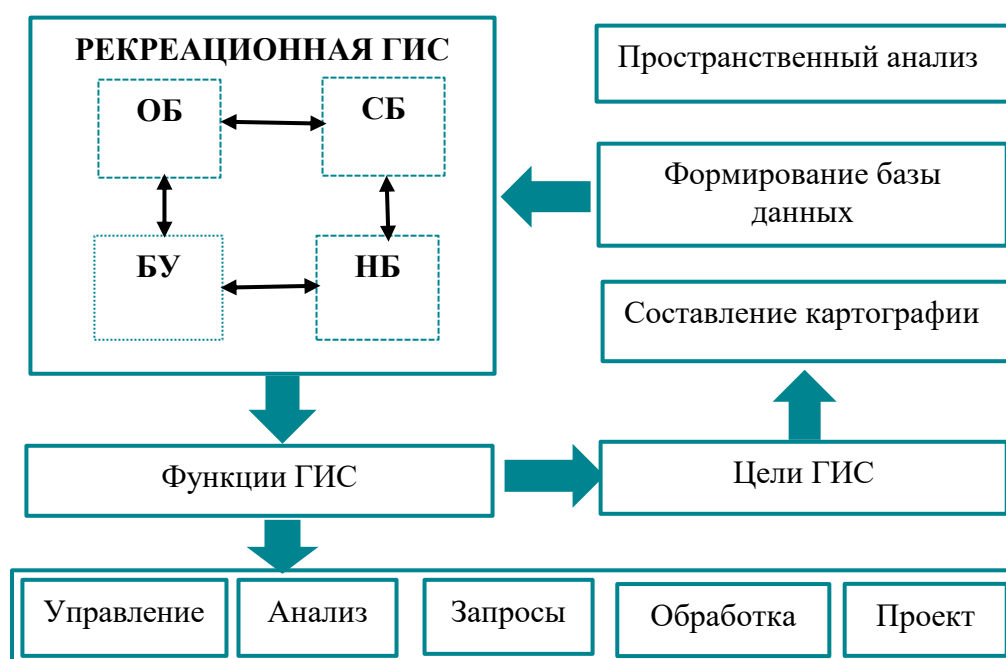 РЕКРЕАЦИОННАЯ ГИС
ОБ
СБ
БУ
НБ
Пространственный анализ
Формирование базы
данных
Составление картографии
Функции ГИС
Цели ГИС
Управление
Анализ
Запросы
Обработка
Проект